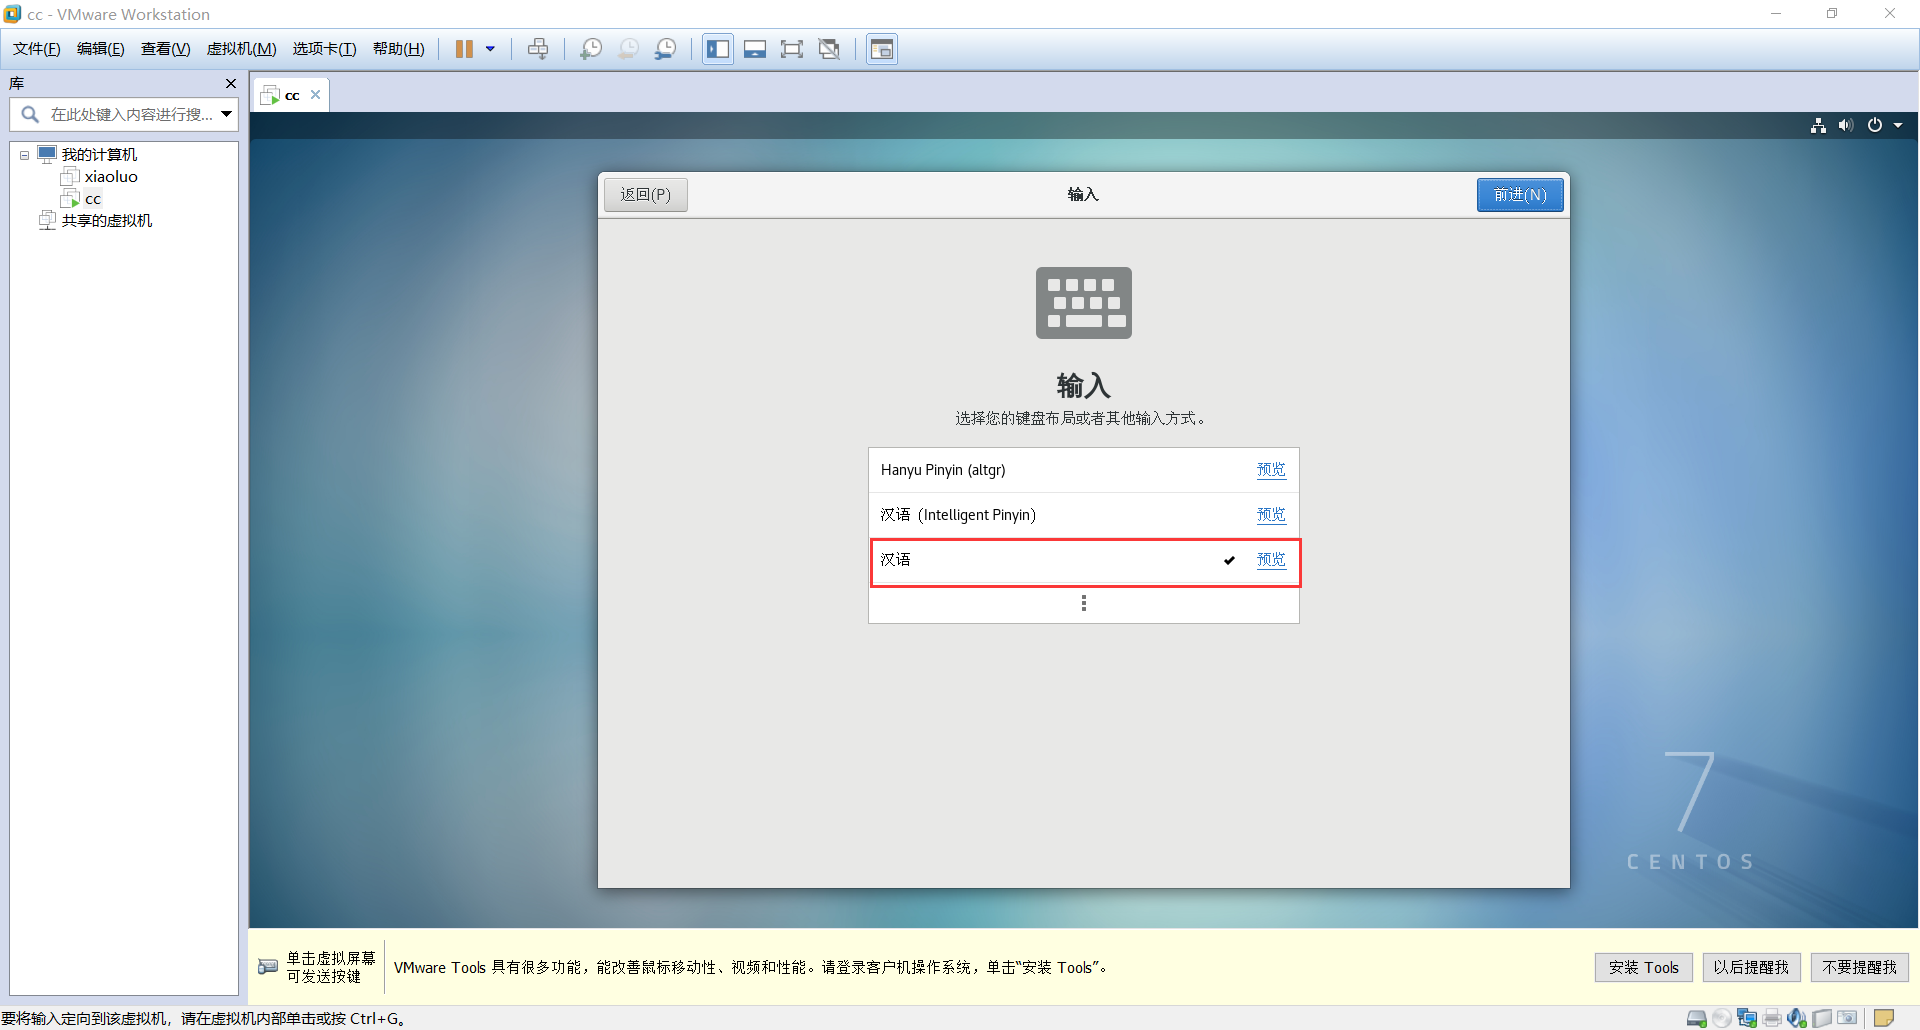 cc - VMware Workstation
文件(F) 编辑(E) 查看(V) 虚拟机(M) 选项卡(T) 帮助(H)
库
在此处键入内容进行搜...
我的计算机
xiaoluo
cc
共享的虚拟机
cc
返回(P)
输入
前进(N)
输入
选择您的键盘布局或者其他输入方式。
Hanyu Pinyin (altgr) 预览
汉语 (Intelligent Pinyin) 预览
汉语 预览
7
CENTOS
单击虚拟屏幕
可发送按键
VMware Tools 具有很多功能，能改善鼠标移动性、视频和性能。请登录客户机操作系统，单击“安装 Tools”。
安装 Tools 以后提醒我 不要提醒我
要将输入定向到该虚拟机，请在虚拟机内部单击或按 Ctrl+G。